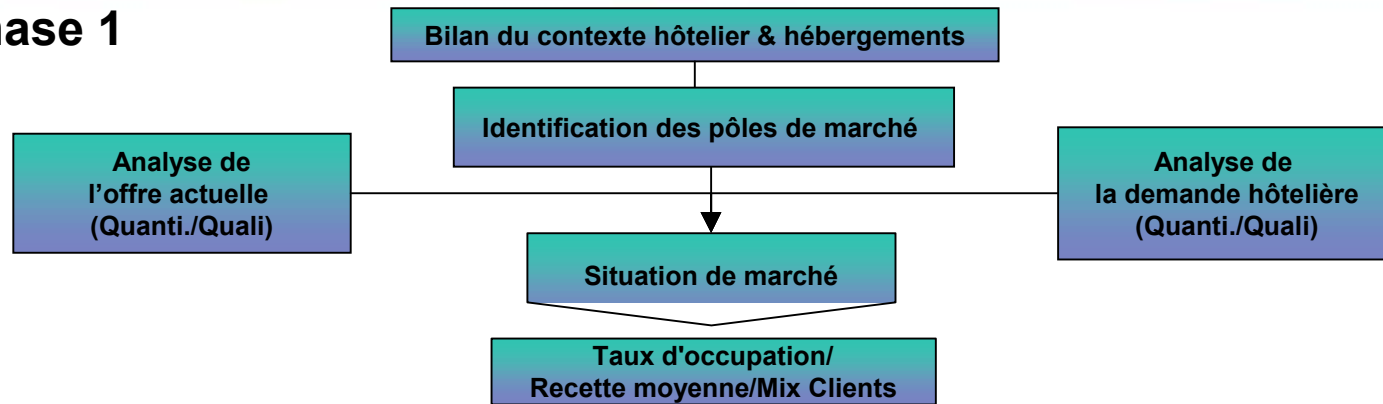 hase 1
Bilan du contexte hôtelier & hébergements
Identification des pôles de marché
Analyse de
l’offre actuelle
(Quanti./Quali)
Analyse de
la demande hôtelière
(Quanti./Quali)
Situation de marché
Taux d'occupation/
Recette moyenne/Mix Clients